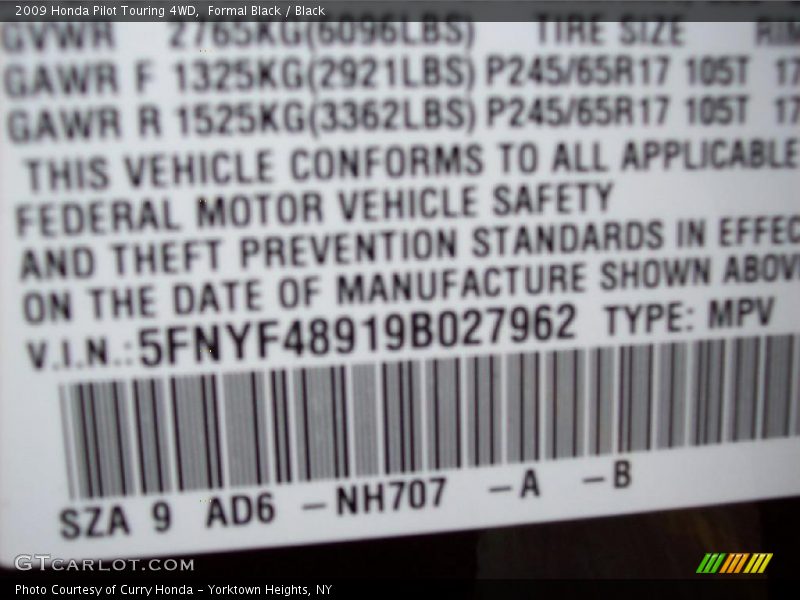 2009 Honda Pilot Touring 4WD, Formal Black / Black
GVWR 2765KG(6096LBS) TIRE SIZE
GAWR F 1325KG(2921LBS) P245/65R17 105T 17
GAWR R 1525KG(3362LBS) P245/65R17 105T 17
THIS VEHICLE CONFORMS TO ALL APPLICABLE
FEDERAL MOTOR VEHICLE SAFETY
AND THEFT PREVENTION STANDARDS IN EFFEC
ON THE DATE OF MANUFACTURE SHOWN ABOV
V.I.N.:5FNYF48919B027962 TYPE: MPV
SZA 9 AD6 -NH707 -A -B
GTCARLOT.COM
Photo Courtesy of Curry Honda - Yorktown Heights, NY